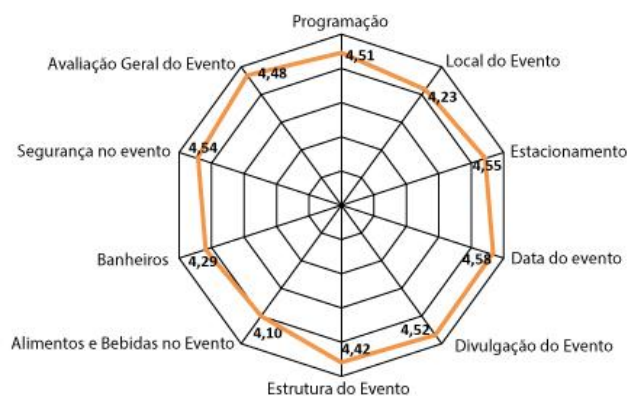 Programação
4,51
Local do Evento
4,23
Estacionamento
4,55
Data do evento
4,58
Divulgação do Evento
4,52
Estrutura do Evento
4,42
Alimentos e Bebidas no Evento
4,10
Banheiros
4,29
Segurança no evento
4,54
Avaliação Geral do Evento
4,48